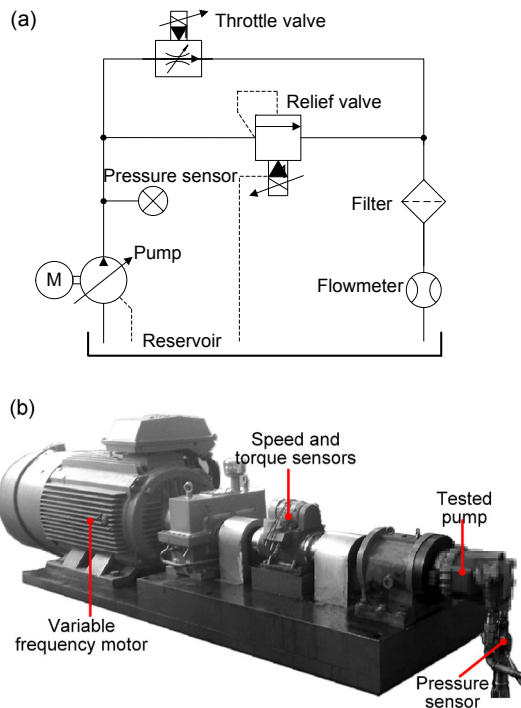 (a)
Throttle valve
Relief valve
Pressure sensor
Filter
Pump
M
Flowmeter
Reservoir
(b)
Speed and
torque sensors
Tested
pump
Variable
frequency motor
Pressure
sensor